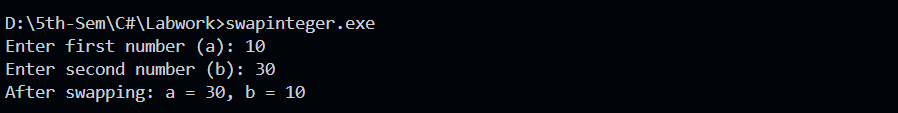 D:\5th-Sem\C#\Labwork>swapinteger.exe
Enter first number (a): 10
Enter second number (b): 30
After swapping: a = 30, b = 10